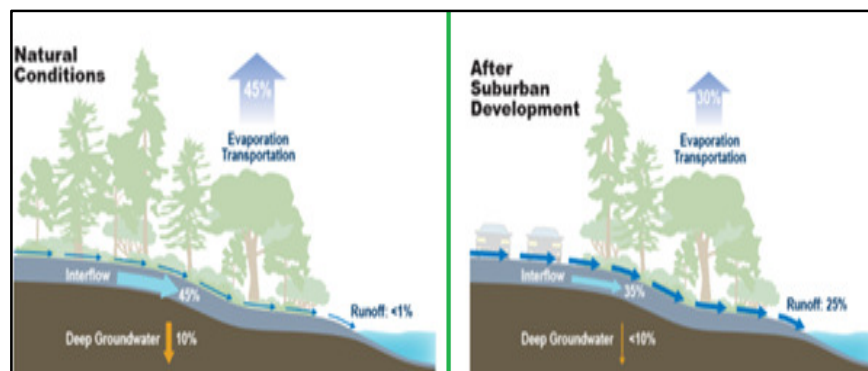 Natural
Conditions
45%
Evaporation
Transportation
Interflow
45%
Runoff: <1%
Deep Groundwater
10%
After
Suburban
Development
30%
Evaporation
Transportation
Interflow
35%
Runoff: 25%
Deep Groundwater
<10%